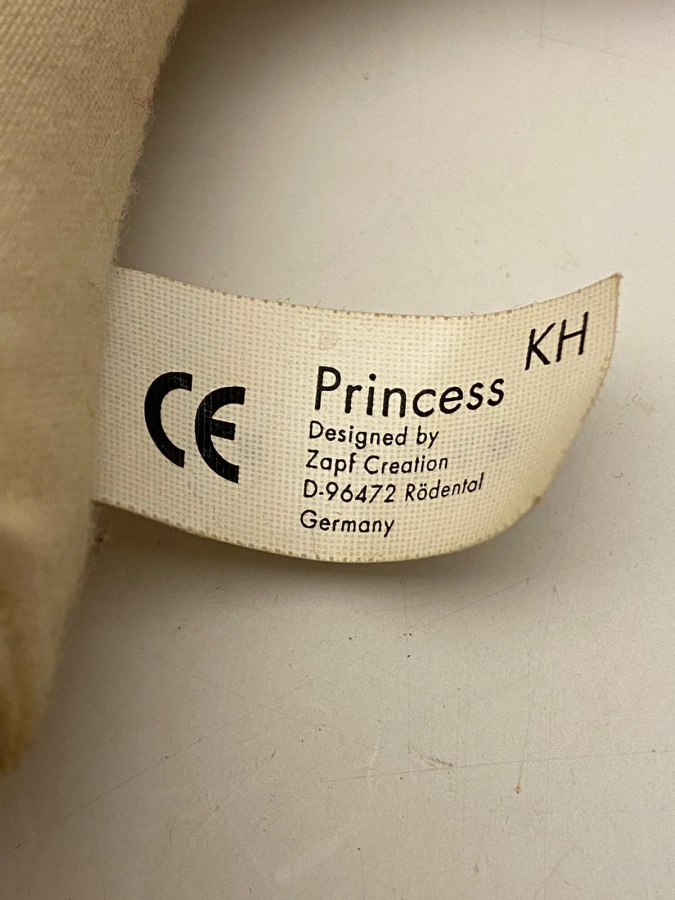 KH
CE
Princess
Designed by
Zapf Creation
D-96472 Rödental
Germany